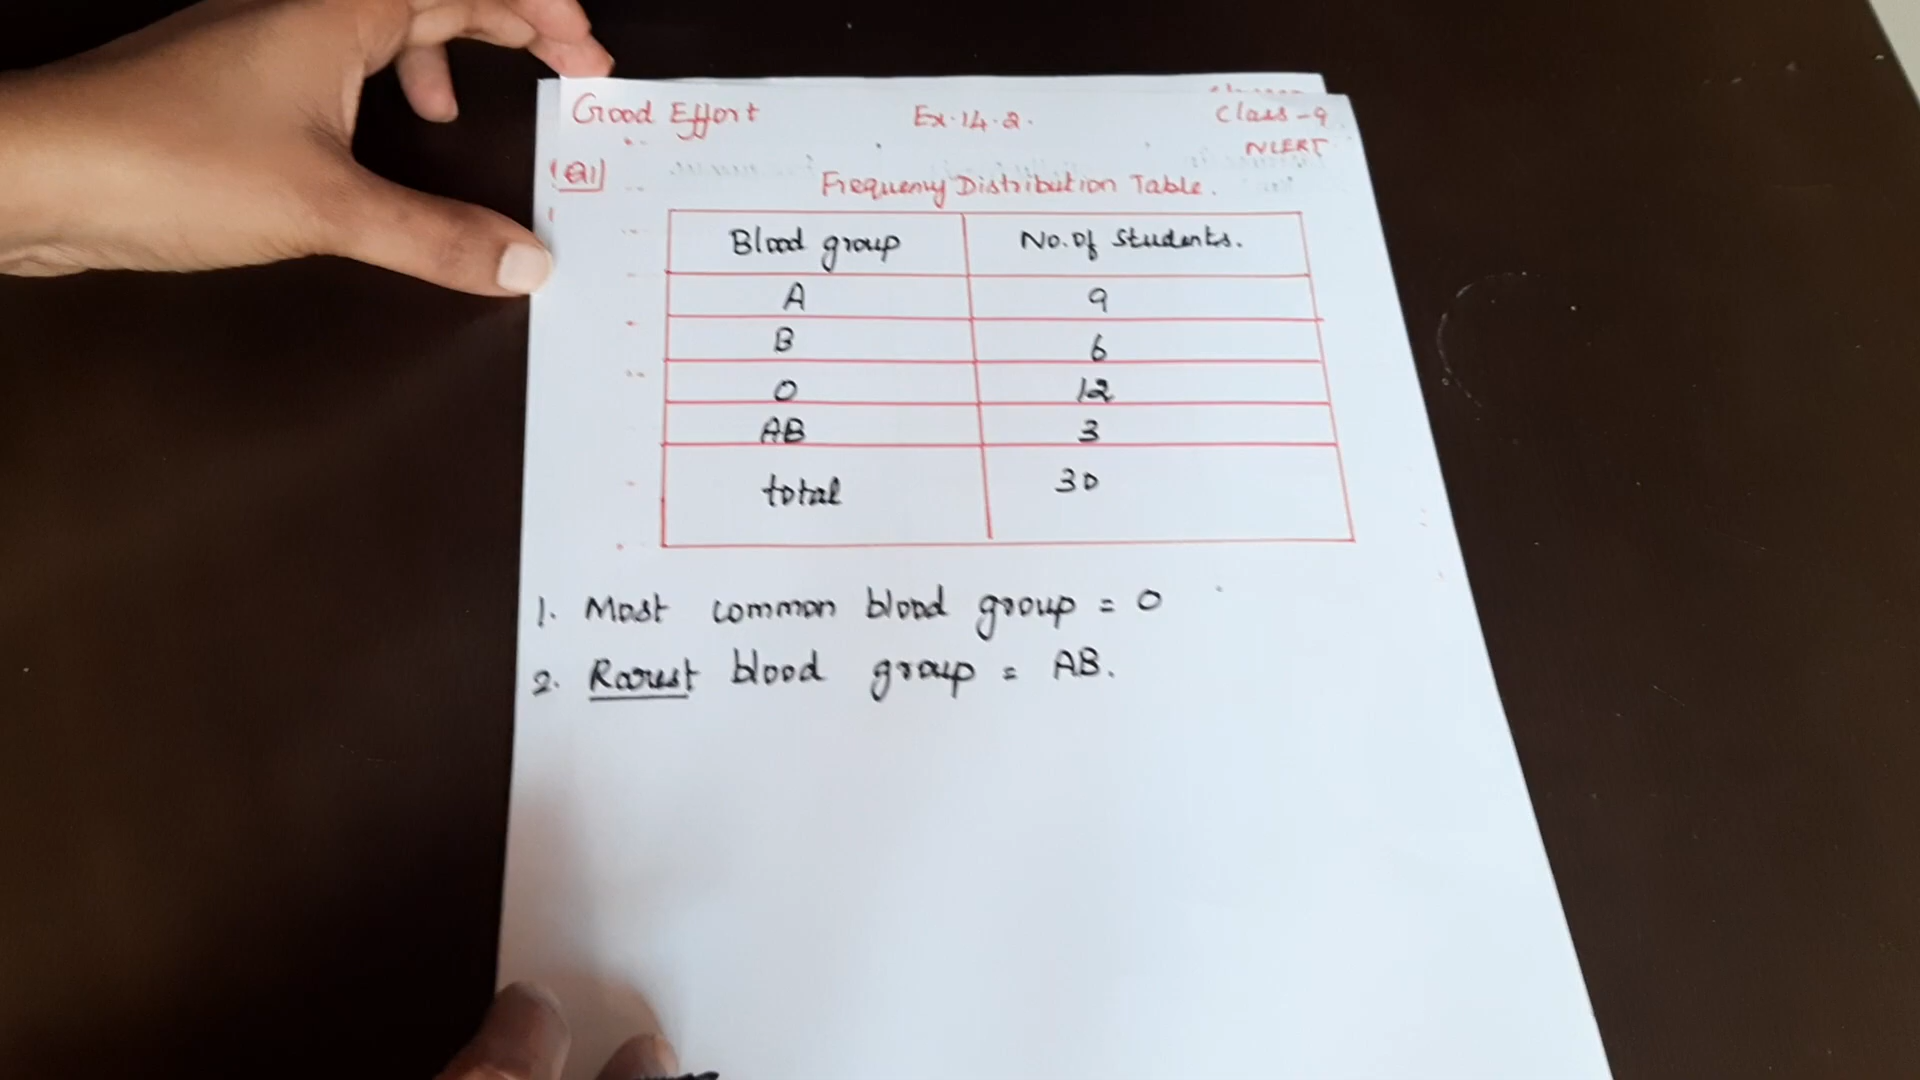 Good Effort Ex.14.2. Class-9
NCERT
Q1 Frequency Distribution Table.
Blood group No. of Students.
A 9
B 6
O 12
AB 3
total 30
1. Most common blood group = O
2. Rarest blood group = AB.